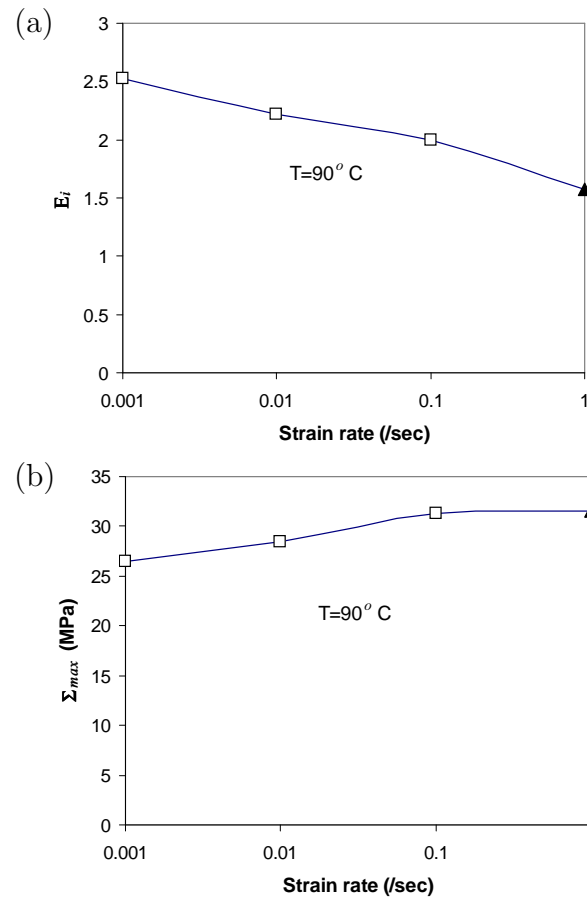 (a)
3
2.5
2
1.5
1
0.5
0
E_i
T=90° C
0.001 0.01 0.1 1
Strain rate (/sec)
(b)
35
30
25
20
15
10
5
0
Σ_max (MPa)
T=90° C
0.001 0.01 0.1
Strain rate (/sec)